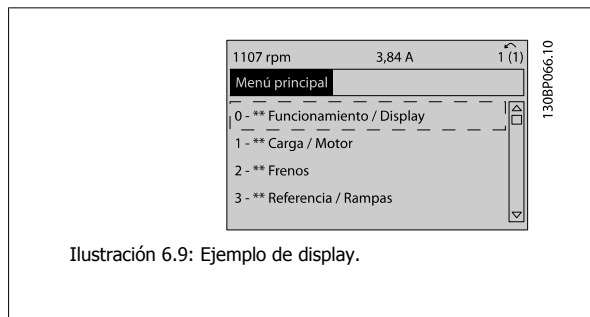 1107 rpm 3,84 A 1 (1)
Menú principal
0 - ** Funcionamiento / Display
1 - ** Carga / Motor
2 - ** Frenos
3 - ** Referencia / Rampas
130BP066.10
Ilustración 6.9: Ejemplo de display.